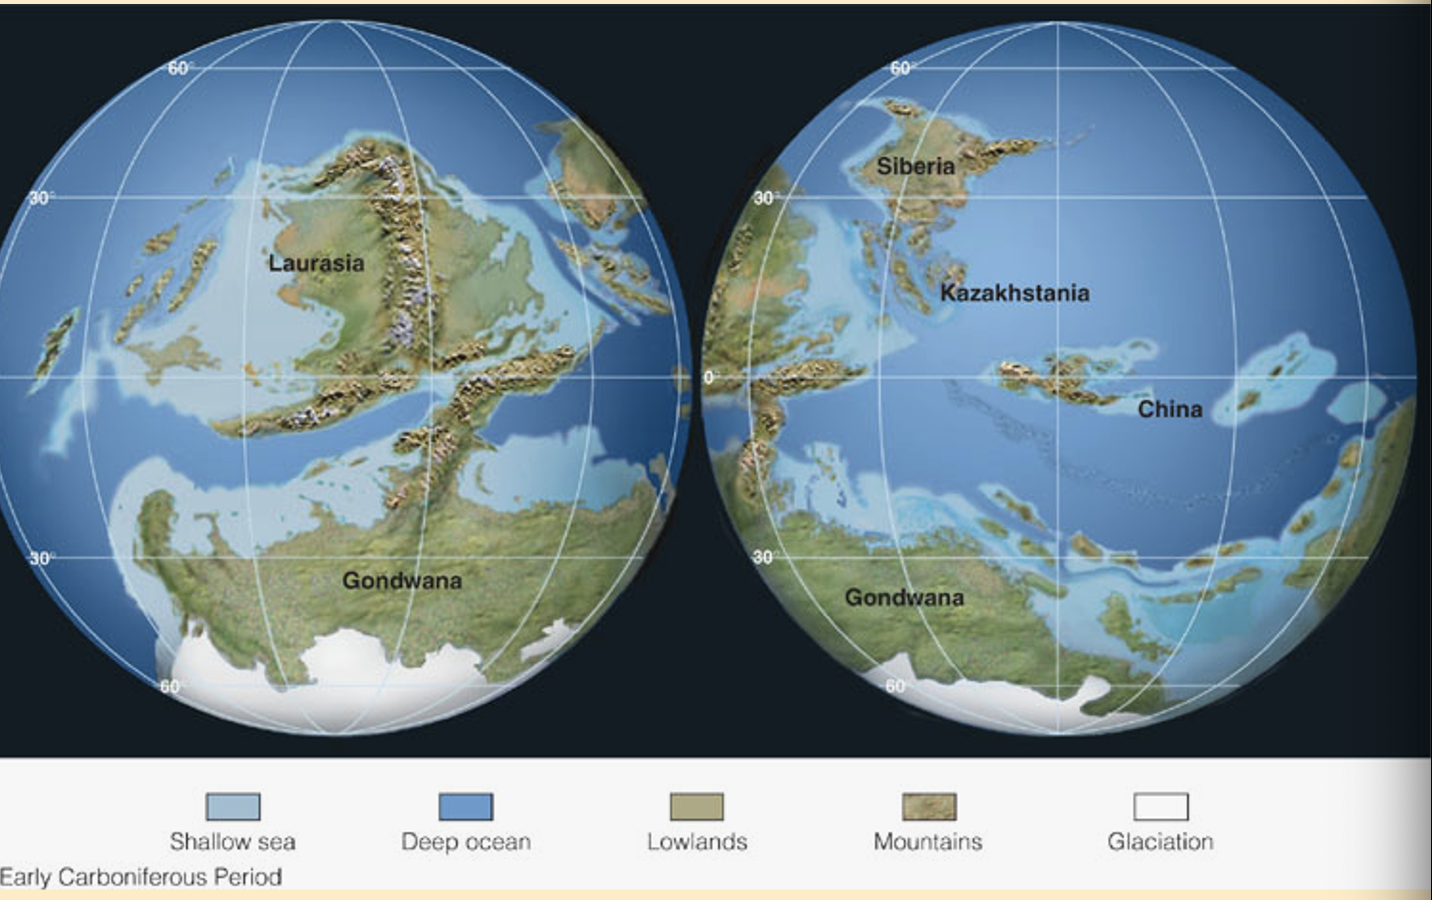 60°
60°
Siberia
30°
30°
Laurasia
Kazakhstania
0°
China
30°
30°
Gondwana
Gondwana
60°
60°
Shallow sea
Deep ocean
Lowlands
Mountains
Glaciation
Early Carboniferous Period